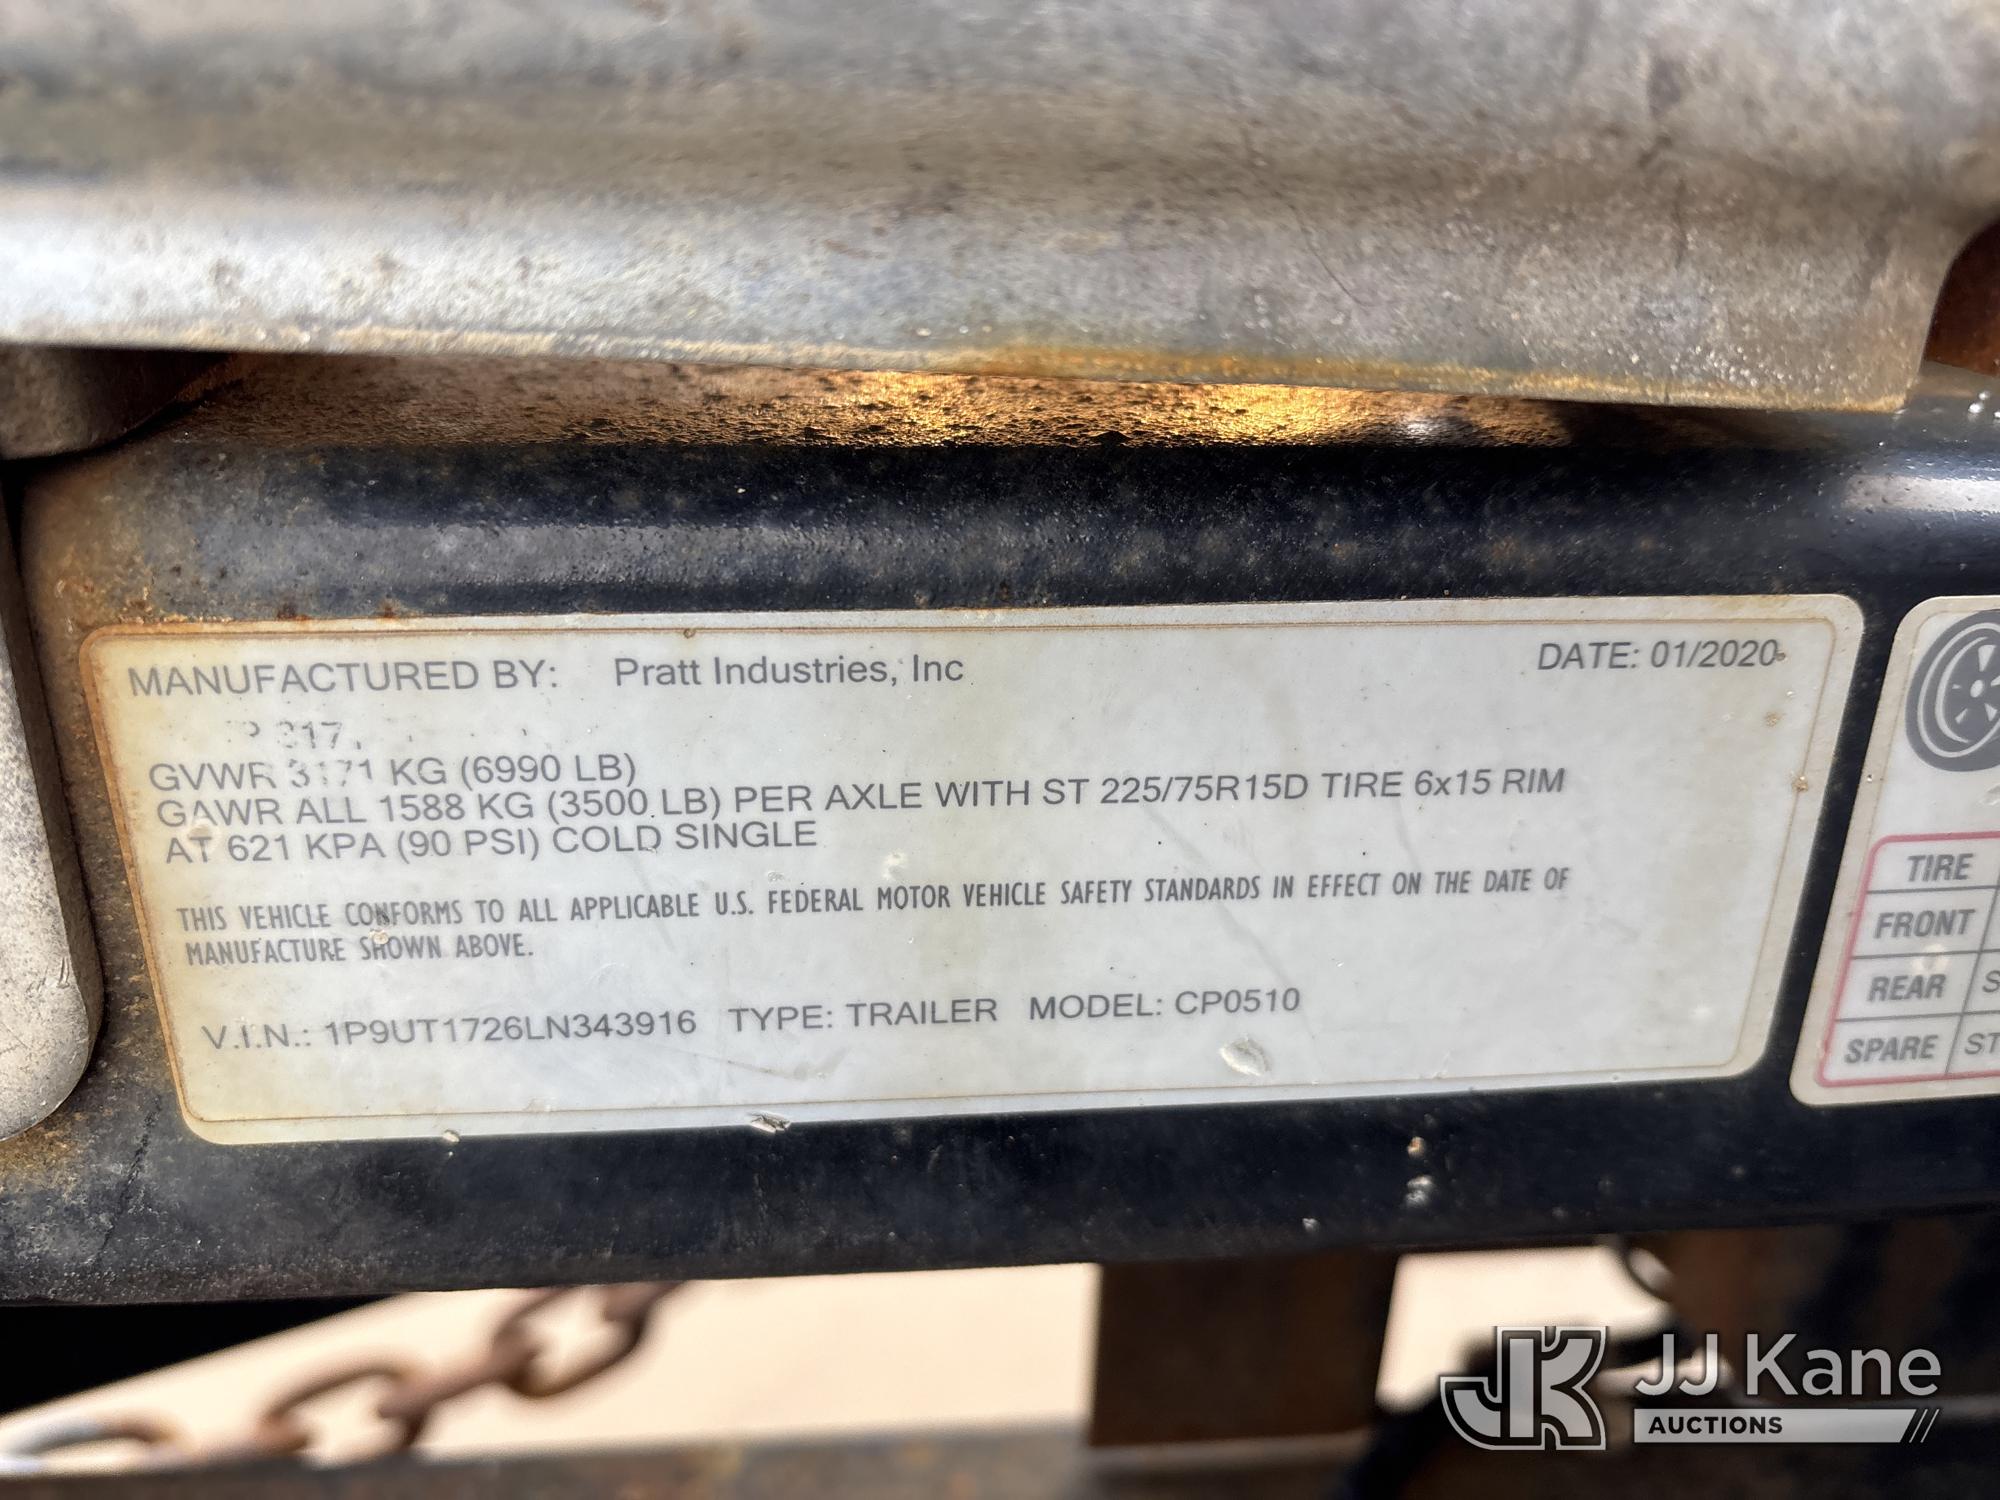 MANUFACTURED BY: Pratt Industries, Inc DATE: 01/2020
GVWR 3171 KG (6990 LB)
GAWR ALL 1588 KG (3500 LB) PER AXLE WITH ST 225/75R15D TIRE 6x15 RIM
AT 621 KPA (90 PSI) COLD SINGLE
THIS VEHICLE CONFORMS TO ALL APPLICABLE U.S. FEDERAL MOTOR VEHICLE SAFETY STANDARDS IN EFFECT ON THE DATE OF
MANUFACTURE SHOWN ABOVE.
V.I.N.: 1P9UT1726LN343916 TYPE: TRAILER MODEL: CP0510
TIRE
FRONT
REAR
SPARE ST
JK JJ Kane
AUCTIONS